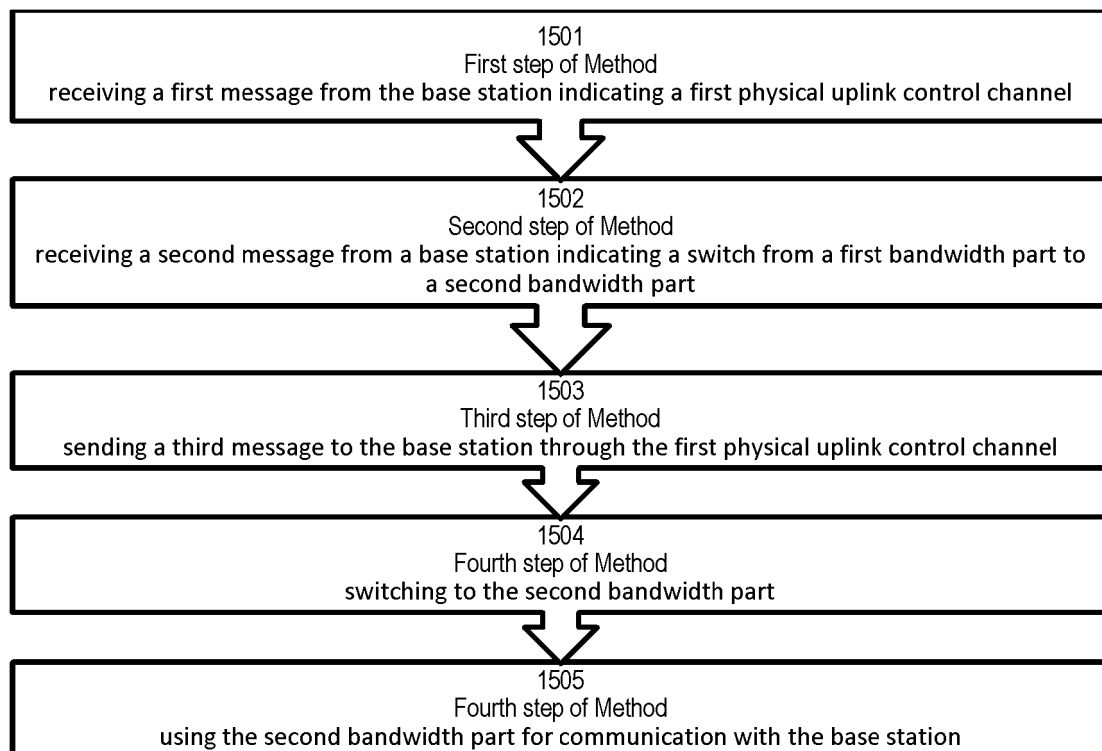 1501
First step of Method
receiving a first message from the base station indicating a first physical uplink control channel
1502
Second step of Method
receiving a second message from a base station indicating a switch from a first bandwidth part to
a second bandwidth part
1503
Third step of Method
sending a third message to the base station through the first physical uplink control channel
1504
Fourth step of Method
switching to the second bandwidth part
1505
Fourth step of Method
using the second bandwidth part for communication with the base station